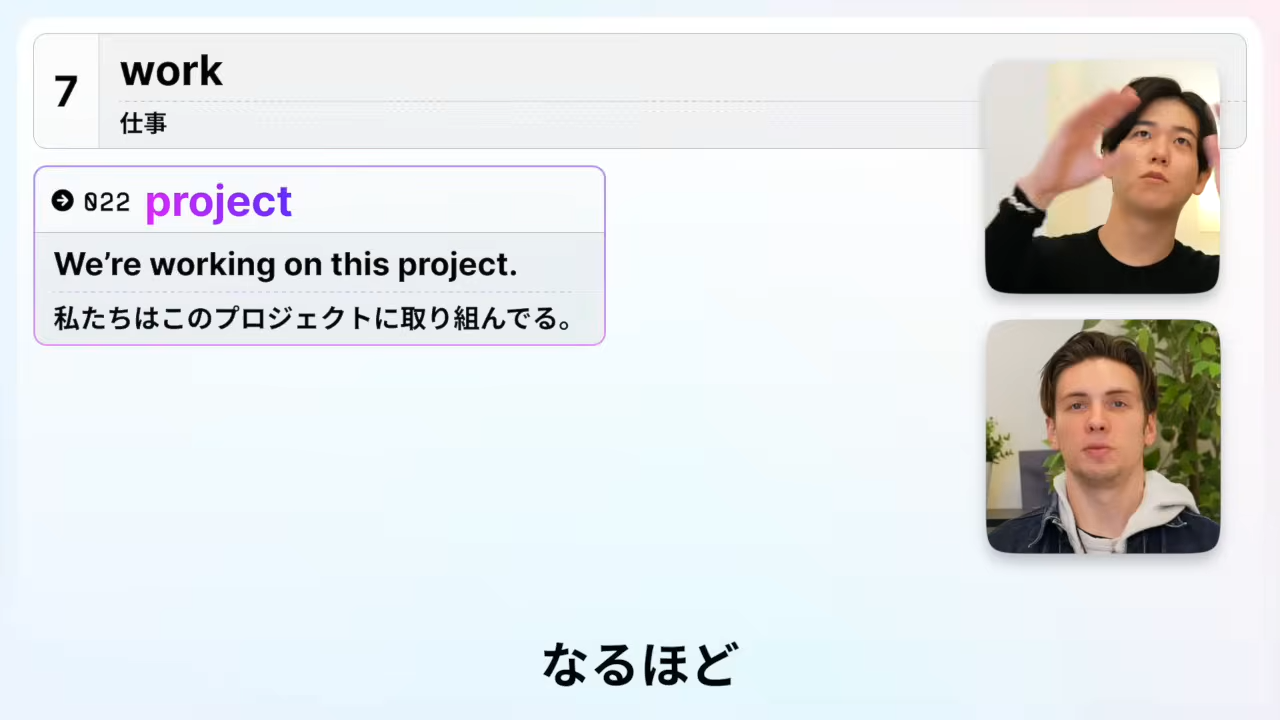 7
work
仕事
022 project
We’re working on this project.
私たちはこのプロジェクトに取り組んでる。
なるほど